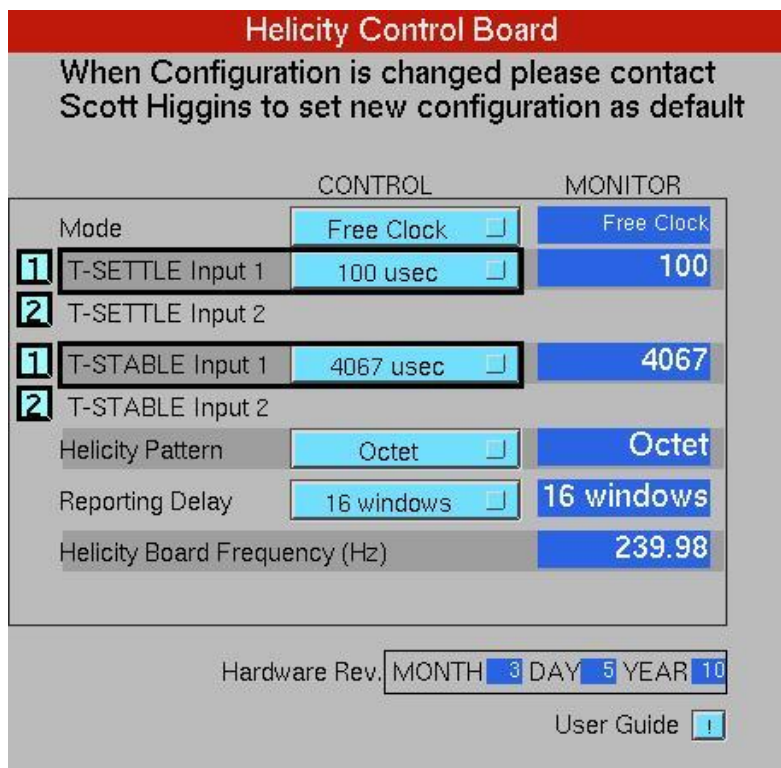 Helicity Control Board
When Configuration is changed please contact
Scott Higgins to set new configuration as default
CONTROL MONITOR
Mode Free Clock Free Clock
1 T-SETTLE Input 1 100 usec 100
2 T-SETTLE Input 2
1 T-STABLE Input 1 4067 usec 4067
2 T-STABLE Input 2
Helicity Pattern Octet Octet
Reporting Delay 16 windows 16 windows
Helicity Board Frequency (Hz) 239.98
Hardware Rev. MONTH 3 DAY 5 YEAR 10
User Guide !